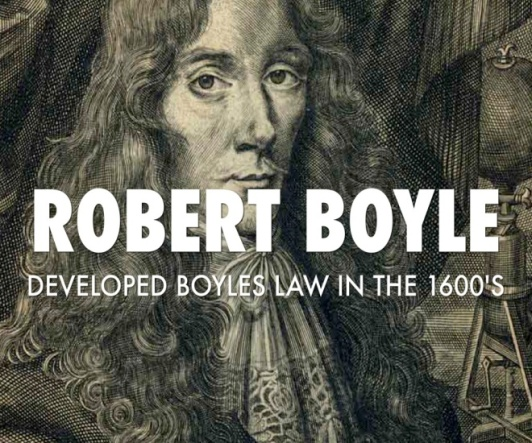 ROBERT BOYLE
DEVELOPED BOYLES LAW IN THE 1600'S